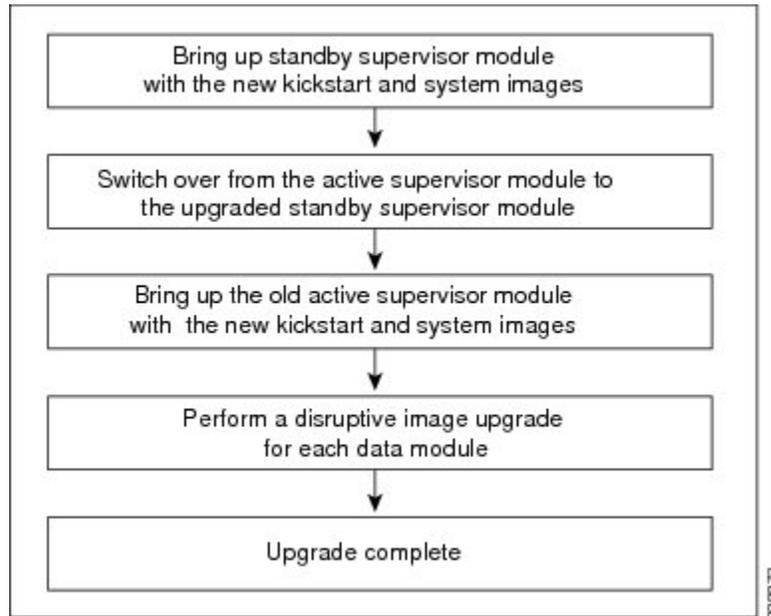 Bring up standby supervisor module
with the new kickstart and system images
Switch over from the active supervisor module to
the upgraded standby supervisor module
Bring up the old active supervisor module
with the new kickstart and system images
Perform a disruptive image upgrade
for each data module
Upgrade complete